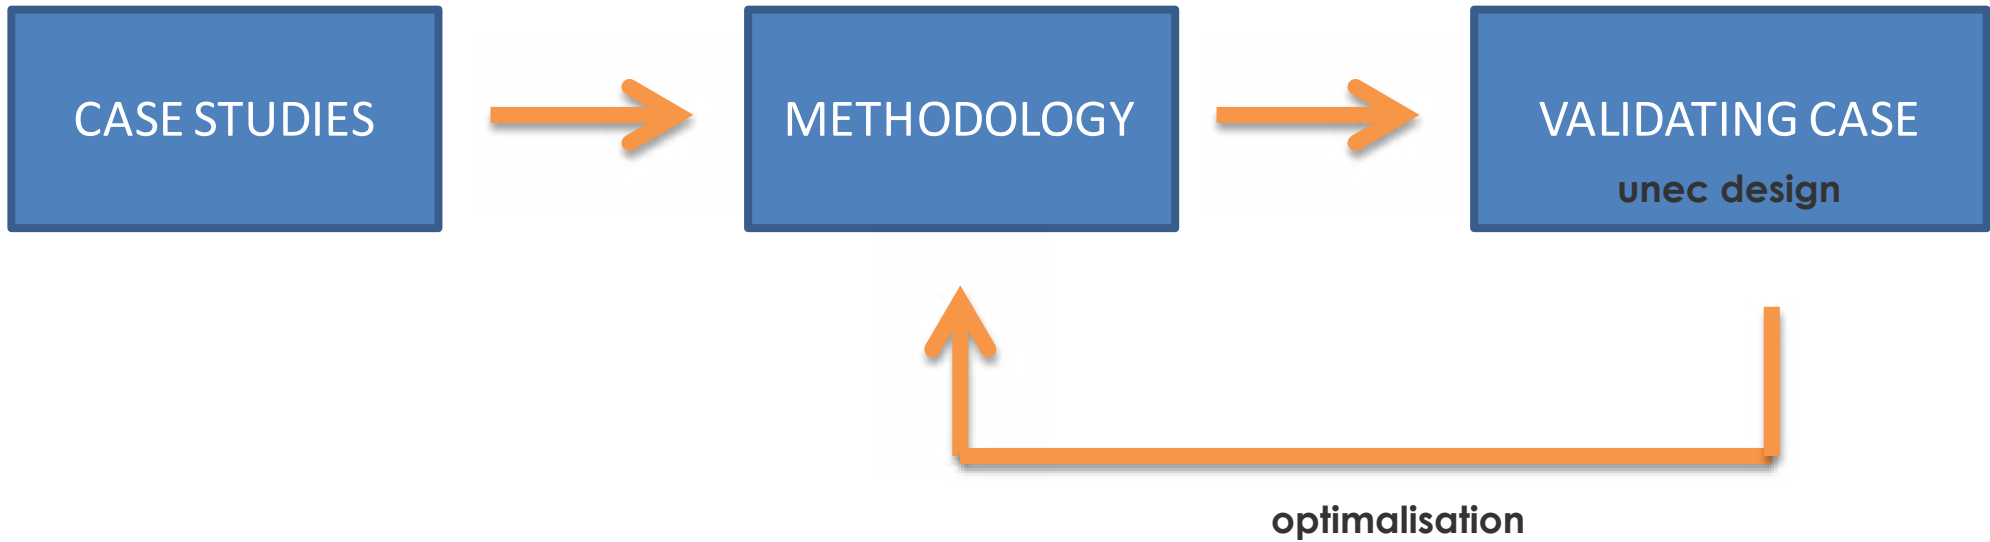 CASE STUDIES
METHODOLOGY
VALIDATING CASE
unec design
optimalisation